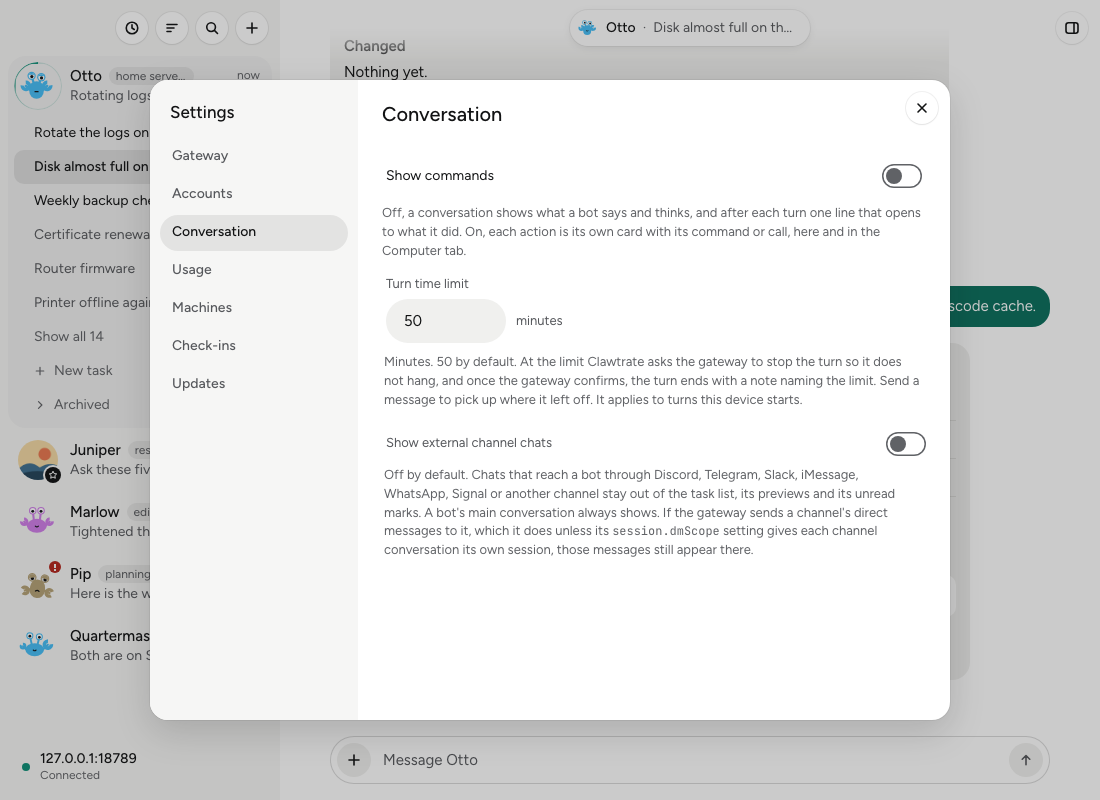 Otto · Disk almost full on th…
Otto home serve… now
Rotating logs
Rotate the logs on
Disk almost full on
Weekly backup che
Certificate renewa
Router firmware
Printer offline again
Show all 14
New task
Archived
Juniper res
Ask these fiv
Marlow edi
Tightened th
Pip planning
Here is the w
Quartermas
Both are on S
127.0.0.1:18789
Connected
Changed
Nothing yet.
scode cache.
Message Otto
Settings
Gateway
Accounts
Conversation
Usage
Machines
Check-ins
Updates
Conversation
Show commands
Off, a conversation shows what a bot says and thinks, and after each turn one line that opens
to what it did. On, each action is its own card with its command or call, here and in the
Computer tab.
Turn time limit
50 minutes
Minutes. 50 by default. At the limit Clawtrate asks the gateway to stop the turn so it does
not hang, and once the gateway confirms, the turn ends with a note naming the limit. Send a
message to pick up where it left off. It applies to turns this device starts.
Show external channel chats
Off by default. Chats that reach a bot through Discord, Telegram, Slack, iMessage,
WhatsApp, Signal or another channel stay out of the task list, its previews and its unread
marks. A bot's main conversation always shows. If the gateway sends a channel's direct
messages to it, which it does unless its session.dmScope setting gives each channel
conversation its own session, those messages still appear there.